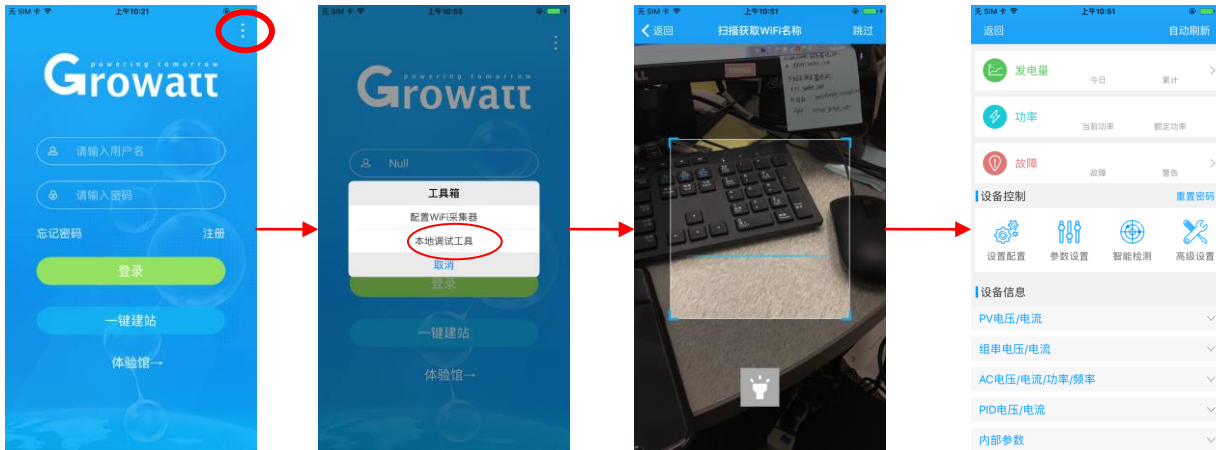 无 SIM 卡
上午10:21
powering tomorrow
Growatt
请输入用户名
请输入密码
忘记密码
注册
登录
一键建站
体验馆→
无 SIM 卡
上午10:55
powering tomorrow
Growatt
Null
工具箱
配置WiFi采集器
本地调试工具
取消
登录
一键建站
体验馆→
无 SIM 卡
上午10:51
返回
扫描获取WiFi名称
跳过
无 SIM 卡
上午10:51
返回
自动刷新
发电量
今日
累计
功率
当前功率
额定功率
故障
故障
警告
设备控制
重置密码
设置配置
参数设置
智能检测
高级设置
设备信息
PV电压/电流
组串电压/电流
AC电压/电流/功率/频率
PID电压/电流
内部参数